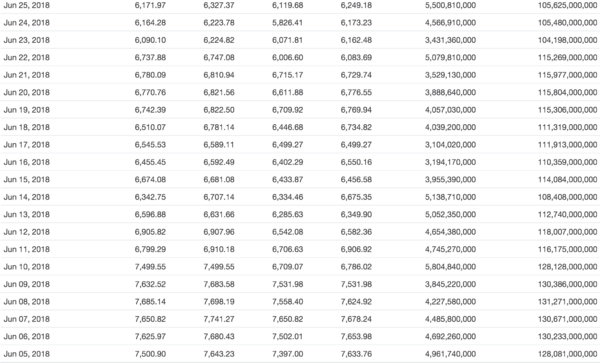 Jun 25, 2018 6,171.97 6,327.37 6,119.68 6,249.18 5,500,810,000 105,625,000,000
Jun 24, 2018 6,164.28 6,223.78 5,826.41 6,173.23 4,566,910,000 105,480,000,000
Jun 23, 2018 6,090.10 6,224.82 6,071.81 6,162.48 3,431,360,000 104,198,000,000
Jun 22, 2018 6,737.88 6,747.08 6,006.60 6,083.69 5,079,810,000 115,269,000,000
Jun 21, 2018 6,780.09 6,810.94 6,715.17 6,729.74 3,529,130,000 115,977,000,000
Jun 20, 2018 6,770.76 6,821.56 6,611.88 6,776.55 3,888,640,000 115,804,000,000
Jun 19, 2018 6,742.39 6,822.50 6,709.92 6,769.94 4,057,030,000 115,306,000,000
Jun 18, 2018 6,510.07 6,781.14 6,446.68 6,734.82 4,039,200,000 111,319,000,000
Jun 17, 2018 6,545.53 6,589.11 6,499.27 6,499.27 3,104,020,000 111,913,000,000
Jun 16, 2018 6,455.45 6,592.49 6,402.29 6,550.16 3,194,170,000 110,359,000,000
Jun 15, 2018 6,674.08 6,681.08 6,433.87 6,456.58 3,955,390,000 114,084,000,000
Jun 14, 2018 6,342.75 6,707.14 6,334.46 6,675.35 5,138,710,000 108,408,000,000
Jun 13, 2018 6,596.88 6,631.66 6,285.63 6,349.90 5,052,350,000 112,740,000,000
Jun 12, 2018 6,905.82 6,907.96 6,542.08 6,582.36 4,654,380,000 118,007,000,000
Jun 11, 2018 6,799.29 6,910.18 6,706.63 6,906.92 4,745,270,000 116,175,000,000
Jun 10, 2018 7,499.55 7,499.55 6,709.07 6,786.02 5,804,840,000 128,128,000,000
Jun 09, 2018 7,632.52 7,683.58 7,531.98 7,531.98 3,845,220,000 130,386,000,000
Jun 08, 2018 7,685.14 7,698.19 7,558.40 7,624.92 4,227,580,000 131,271,000,000
Jun 07, 2018 7,650.82 7,741.27 7,650.82 7,678.24 4,485,800,000 130,671,000,000
Jun 06, 2018 7,625.97 7,680.43 7,502.01 7,653.98 4,692,260,000 130,233,000,000
Jun 05, 2018 7,500.90 7,643.23 7,397.00 7,633.76 4,961,740,000 128,081,000,000